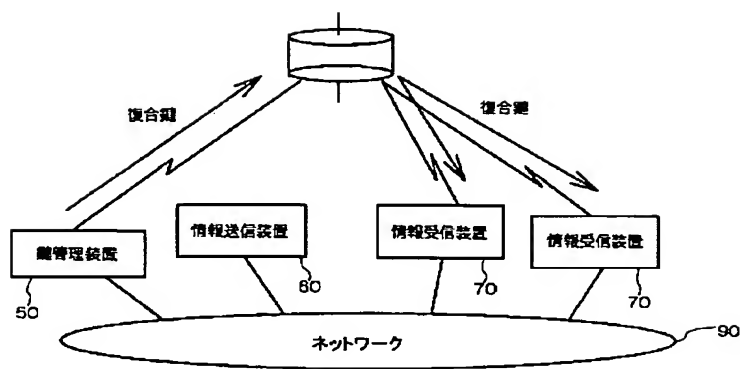 復合鍵
復合鍵
鍵管理装置
情報送信装置
情報受信装置
情報受信装置
50
60
70
70
ネットワーク
90